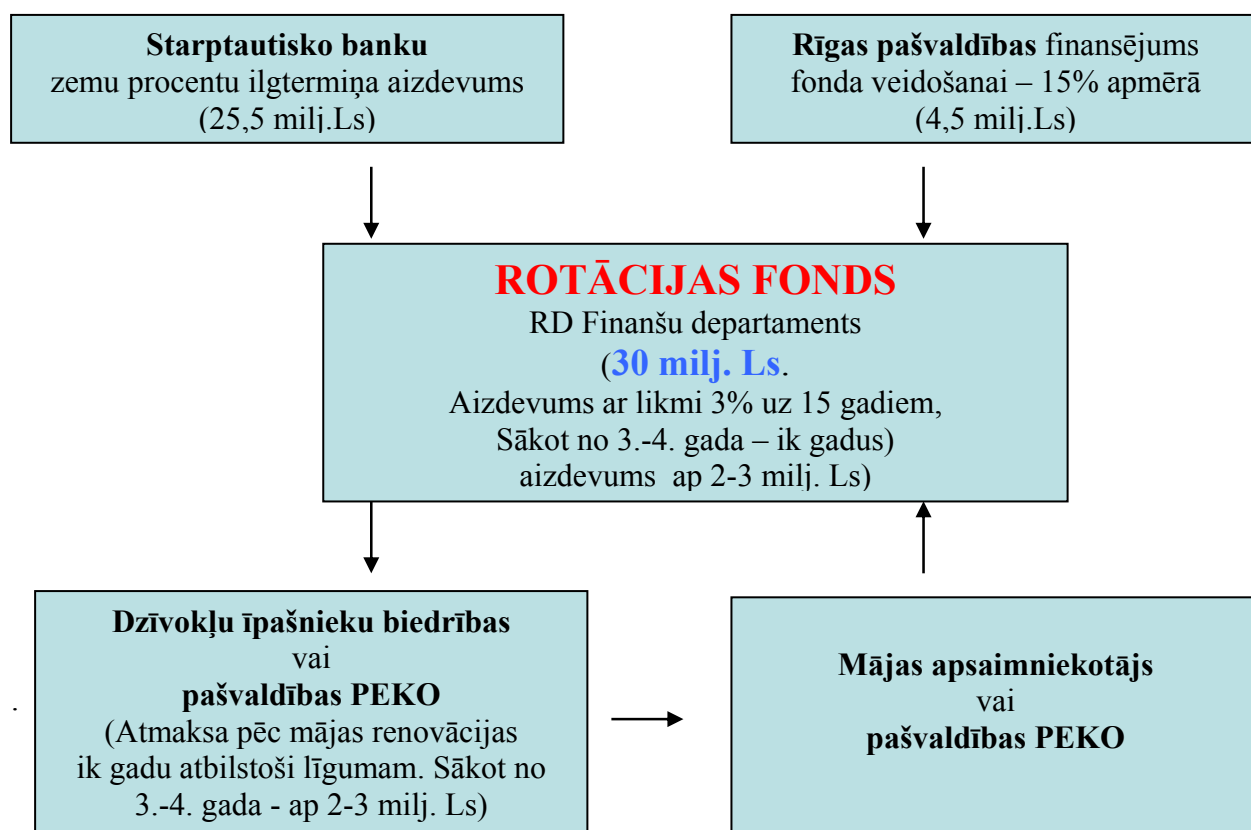 Starptautisko banku
zemu procentu ilgtermiņa aizdevums
(25,5 milj.Ls)
Rīgas pašvaldības finansējums
fonda veidošanai – 15% apmērā
(4,5 milj.Ls)
ROTĀCIJAS FONDS
RD Finanšu departaments
(30 milj. Ls.
Aizdevums ar likmi 3% uz 15 gadiem,
Sākot no 3.-4. gada – ik gadus)
aizdevums ap 2-3 milj. Ls)
Dzīvokļu īpašnieku biedrības
vai
pašvaldības PEKO
(Atmaksa pēc mājas renovācijas
ik gadu atbilstoši līgumam. Sākot no
3.-4. gada - ap 2-3 milj. Ls)
Mājas apsaimniekotājs
vai
pašvaldības PEKO
.